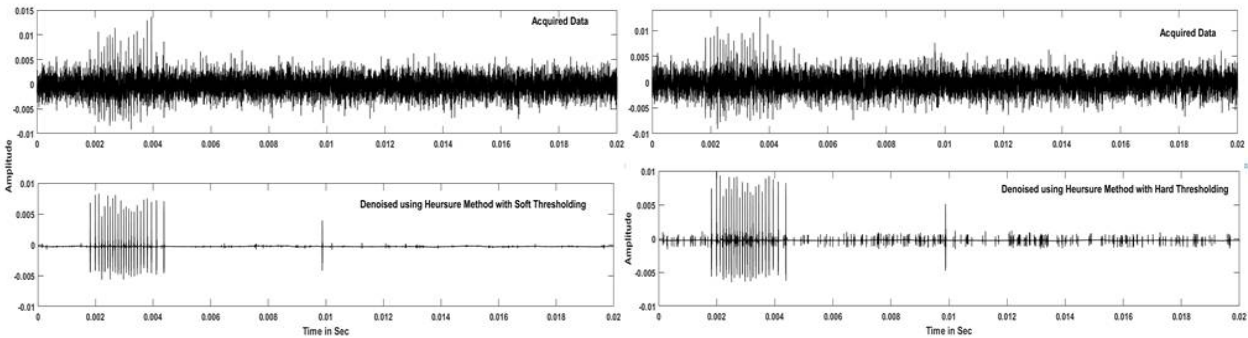 0.015
Acquired Data
0.01
0.005
0
-0.005
-0.01
0 0.002 0.004 0.006 0.008 0.01 0.012 0.014 0.016 0.018 0.02
Amplitude
0.01
Denoised using Heursure Method with Soft Thresholding
0.005
0
-0.005
-0.01
0 0.002 0.004 0.006 0.008 0.01 0.012 0.014 0.016 0.018 0.02
Time in Sec
0.01
Acquired Data
0.005
0
-0.005
-0.01
0 0.002 0.004 0.006 0.008 0.01 0.012 0.014 0.016 0.018 0.02
Amplitude
0.01
Denoised using Heursure Method with Hard Thresholding
0.005
0
-0.005
-0.01
0 0.002 0.004 0.006 0.008 0.01 0.012 0.014 0.016 0.018 0.02
Time in Sec